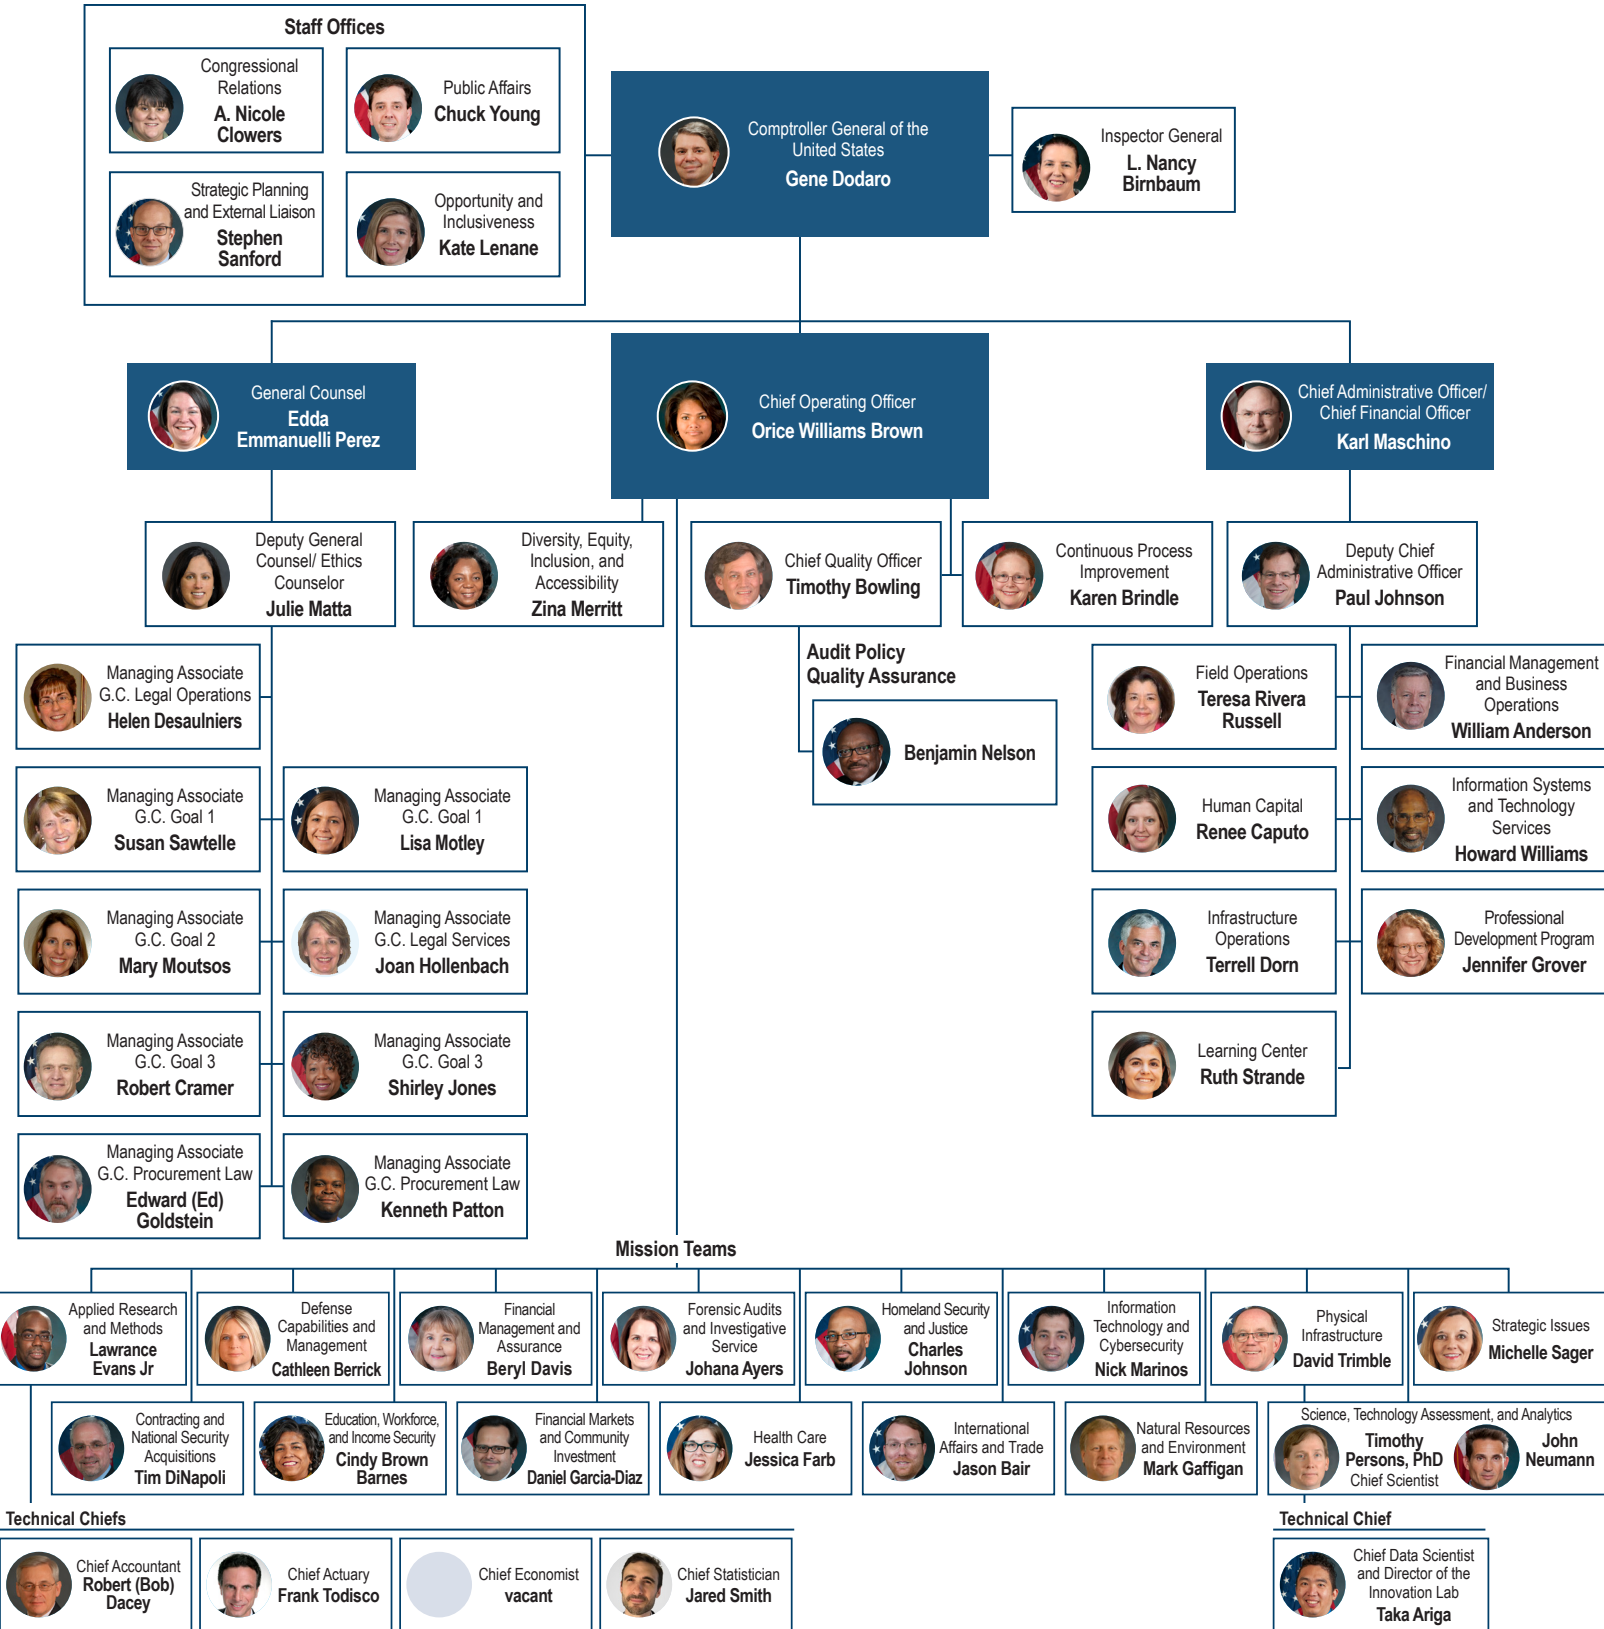 Staff Offices
Congressional
Relations
A. Nicole
Clowers
Public Affairs
Chuck Young
Strategic Planning
and External Liaison
Stephen
Sanford
Opportunity and
Inclusiveness
Kate Lenane
Comptroller General of the
United States
Gene Dodaro
Inspector General
L. Nancy
Birnbaum
General Counsel
Edda
Emmanuelli Perez
Chief Operating Officer
Orice Williams Brown
Chief Administrative Officer/
Chief Financial Officer
Karl Maschino
Deputy General
Counsel/ Ethics
Counselor
Julie Matta
Diversity, Equity,
Inclusion, and
Accessibility
Zina Merritt
Chief Quality Officer
Timothy Bowling
Continuous Process
Improvement
Karen Brindle
Deputy Chief
Administrative Officer
Paul Johnson
Managing Associate
G.C. Legal Operations
Helen Desaulniers
Managing Associate
G.C. Goal 1
Susan Sawtelle
Managing Associate
G.C. Goal 1
Lisa Motley
Managing Associate
G.C. Goal 2
Mary Moutsos
Managing Associate
G.C. Legal Services
Joan Hollenbach
Managing Associate
G.C. Goal 3
Robert Cramer
Managing Associate
G.C. Goal 3
Shirley Jones
Managing Associate
G.C. Procurement Law
Edward (Ed)
Goldstein
Managing Associate
G.C. Procurement Law
Kenneth Patton
Audit Policy
Quality Assurance
Benjamin Nelson
Field Operations
Teresa Rivera
Russell
Financial Management
and Business
Operations
William Anderson
Human Capital
Renee Caputo
Information Systems
and Technology
Services
Howard Williams
Infrastructure
Operations
Terrell Dorn
Professional
Development Program
Jennifer Grover
Learning Center
Ruth Strande
Mission Teams
Applied Research
and Methods
Lawrance
Evans Jr
Defense
Capabilities and
Management
Cathleen Berrick
Financial
Management and
Assurance
Beryl Davis
Forensic Audits
and Investigative
Service
Johana Ayers
Homeland Security
and Justice
Charles
Johnson
Information
Technology and
Cybersecurity
Nick Marinos
Physical
Infrastructure
David Trimble
Strategic Issues
Michelle Sager
Contracting and
National Security
Acquisitions
Tim DiNapoli
Education, Workforce,
and Income Security
Cindy Brown
Barnes
Financial Markets
and Community
Investment
Daniel Garcia-Diaz
Health Care
Jessica Farb
International
Affairs and Trade
Jason Bair
Natural Resources
and Environment
Mark Gaffigan
Science, Technology Assessment, and Analytics
Timothy
Persons, PhD
Chief Scientist
John
Neumann
Technical Chiefs
Chief Accountant
Robert (Bob)
Dacey
Chief Actuary
Frank Todisco
Chief Economist
vacant
Chief Statistician
Jared Smith
Technical Chief
Chief Data Scientist
and Director of the
Innovation Lab
Taka Ariga